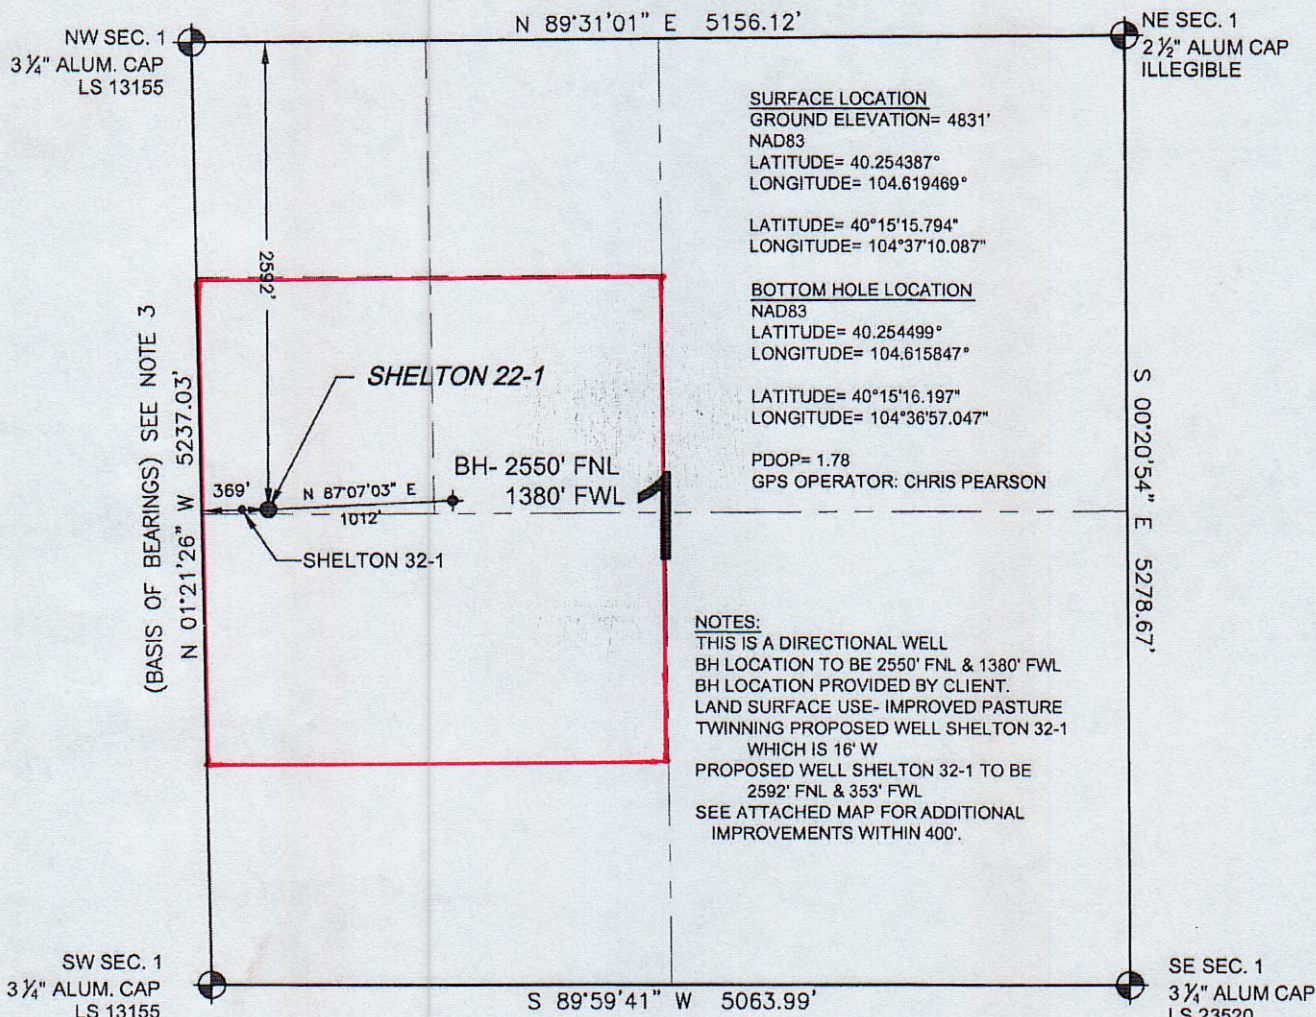 N 89°31'01" E 5156.12'
NW SEC. 1
3 ¼" ALUM. CAP
LS 13155
NE SEC. 1
2 ½" ALUM CAP
ILLEGIBLE
SURFACE LOCATION
GROUND ELEVATION= 4831'
NAD83
LATITUDE= 40.254387°
LONGITUDE= 104.619469°
LATITUDE= 40°15'15.794"
LONGITUDE= 104°37'10.087"
BOTTOM HOLE LOCATION
NAD83
LATITUDE= 40.254499°
LONGITUDE= 104.615847°
LATITUDE= 40°15'16.197"
LONGITUDE= 104°36'57.047"
PDOP= 1.78
GPS OPERATOR: CHRIS PEARSON
2592'
(BASIS OF BEARINGS) SEE NOTE 3
N 01°21'26" W 5237.03'
SHELTON 22-1
BH- 2550' FNL
1380' FWL
1
369'
N 87°07'03" E
1012'
SHELTON 32-1
S 00°20'54" E 5278.67'
NOTES:
THIS IS A DIRECTIONAL WELL
BH LOCATION TO BE 2550' FNL & 1380' FWL
BH LOCATION PROVIDED BY CLIENT.
LAND SURFACE USE- IMPROVED PASTURE
TWINNING PROPOSED WELL SHELTON 32-1
WHICH IS 16' W
PROPOSED WELL SHELTON 32-1 TO BE
2592' FNL & 353' FWL
SEE ATTACHED MAP FOR ADDITIONAL
IMPROVEMENTS WITHIN 400'.
SW SEC. 1
3 ¼" ALUM. CAP
LS 13155
S 89°59'41" W 5063.99'
SE SEC. 1
3 ¼" ALUM CAP
LS 23520